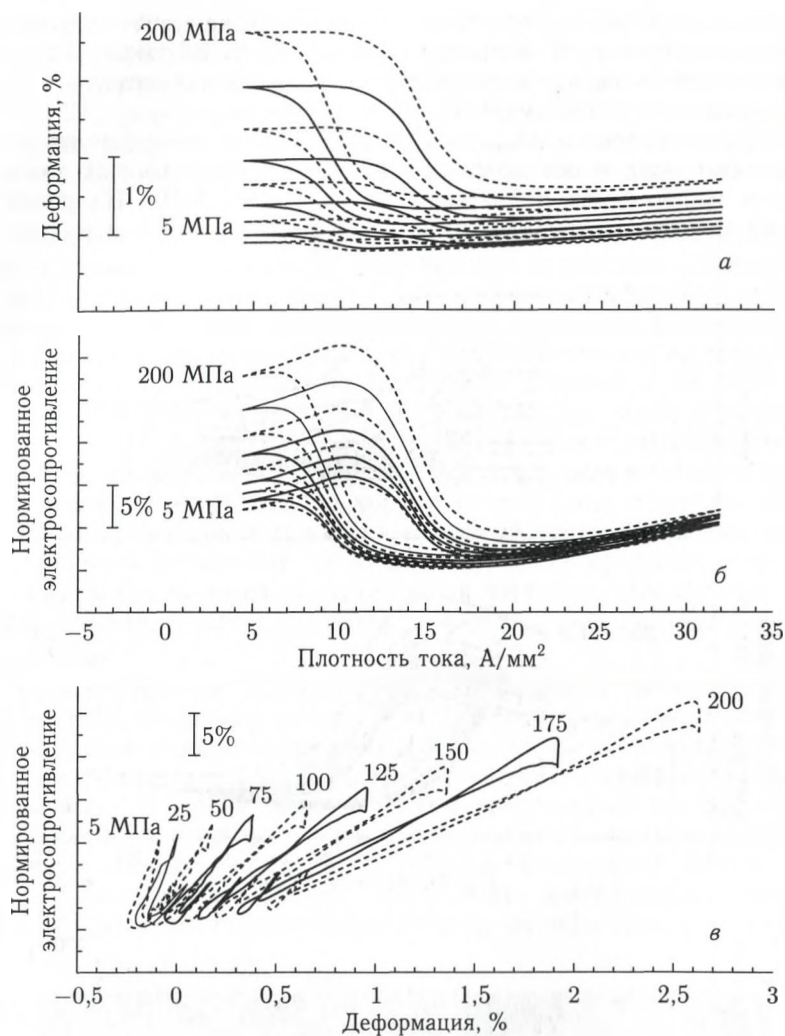 200 МПа
Деформация, %
1%
5 МПа
а
Нормированное
электросопротивление
200 МПа
5%
5 МПа
б
−5 0 5 10 15 20 25 30 35
Плотность тока, А/мм²
Нормированное
электросопротивление
5%
5 МПа 25 50 75 100 125 150 175 200
в
−0,5 0 0,5 1 1,5 2 2,5 3
Деформация, %